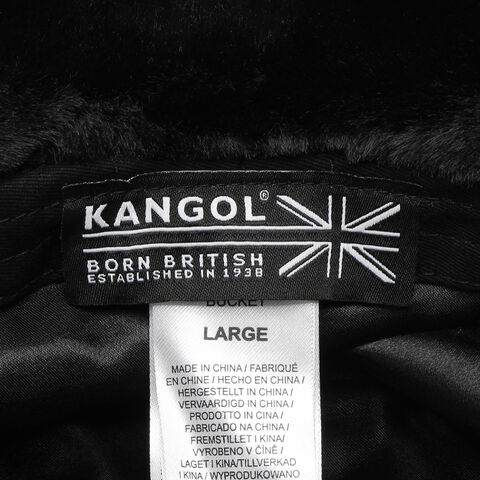 KANGOL®
BORN BRITISH
ESTABLISHED IN 1938
BUCKET
LARGE
MADE IN CHINA / FABRIQUÉ
EN CHINE / HECHO EN CHINA /
HERGESTELLT IN CHINA /
VERVAARDIGD IN CHINA /
PRODOTTO IN CINA /
FABRICADO NA CHINA /
FREMSTILLET I KINA/
VYROBENO V ČÍNĚ /
LAGET I KINA/TILLVERKAD
I KINA / WYPRODUKOWANO